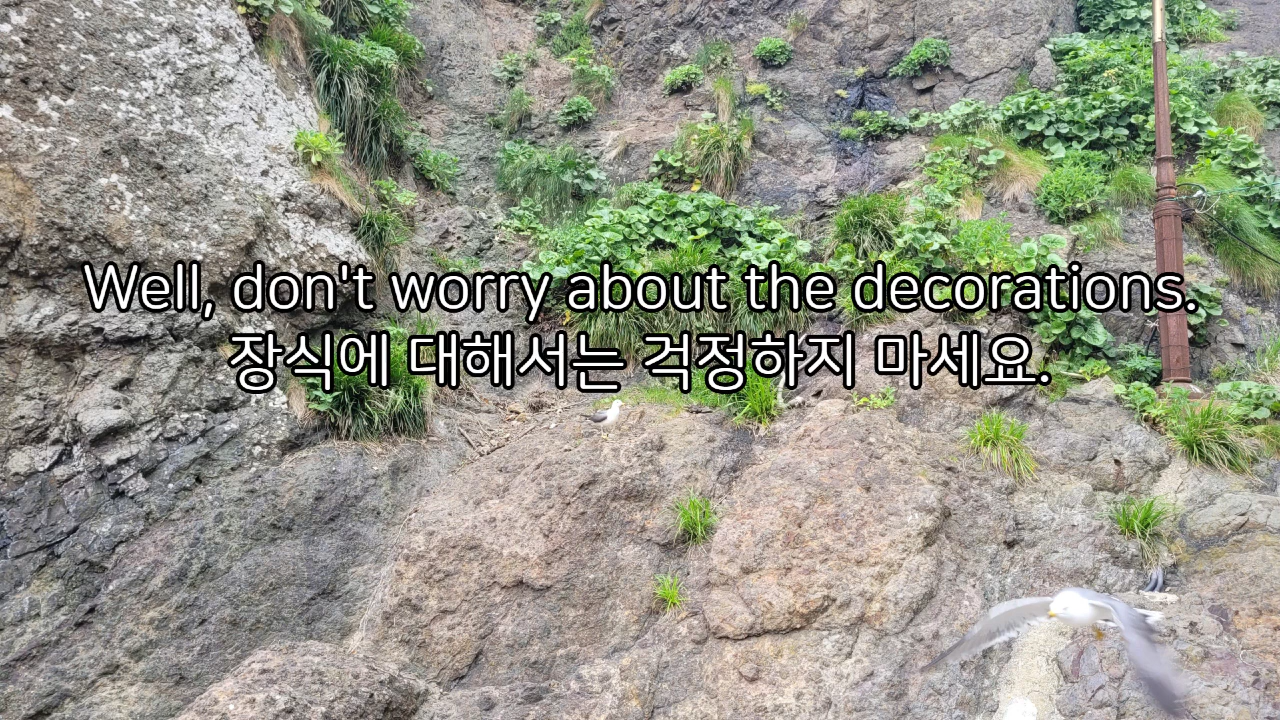 Well, don't worry about the decorations.
장식에 대해서는 걱정하지 마세요.